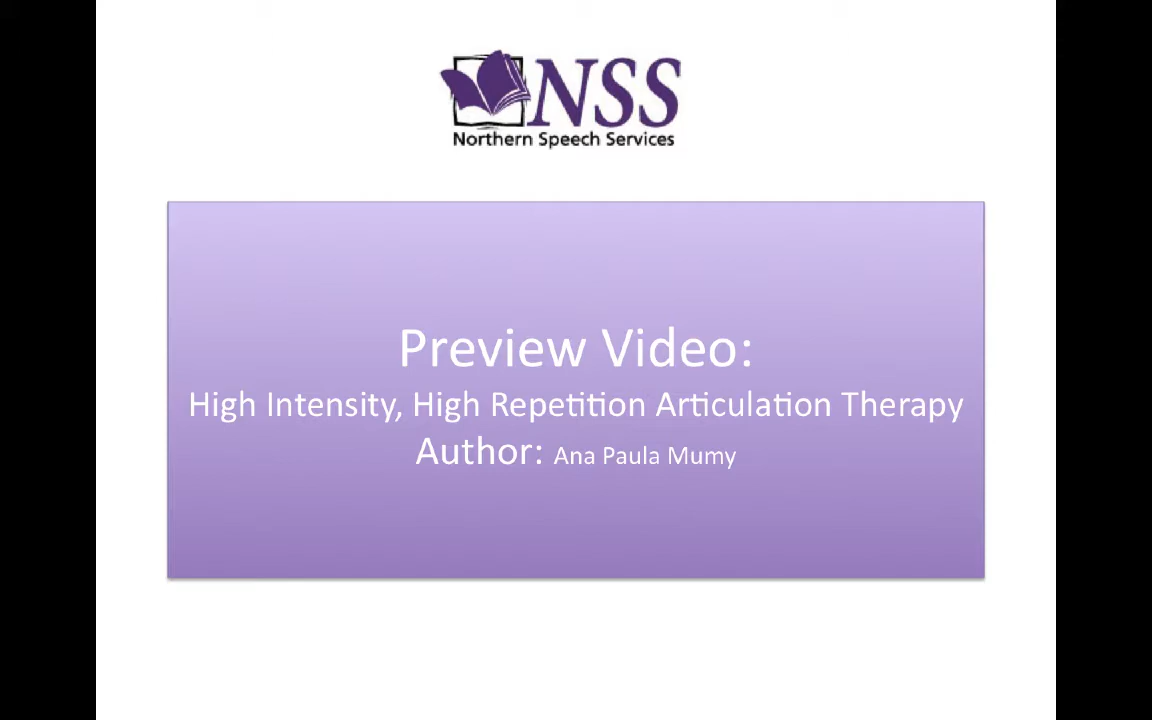 NSS
Northern Speech Services
Preview Video:
High Intensity, High Repetition Articulation Therapy
Author: Ana Paula Mumy